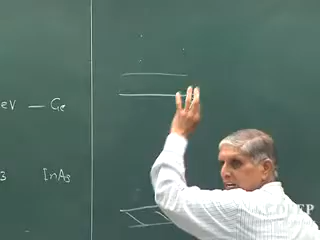 eV — Ge
3 InAs